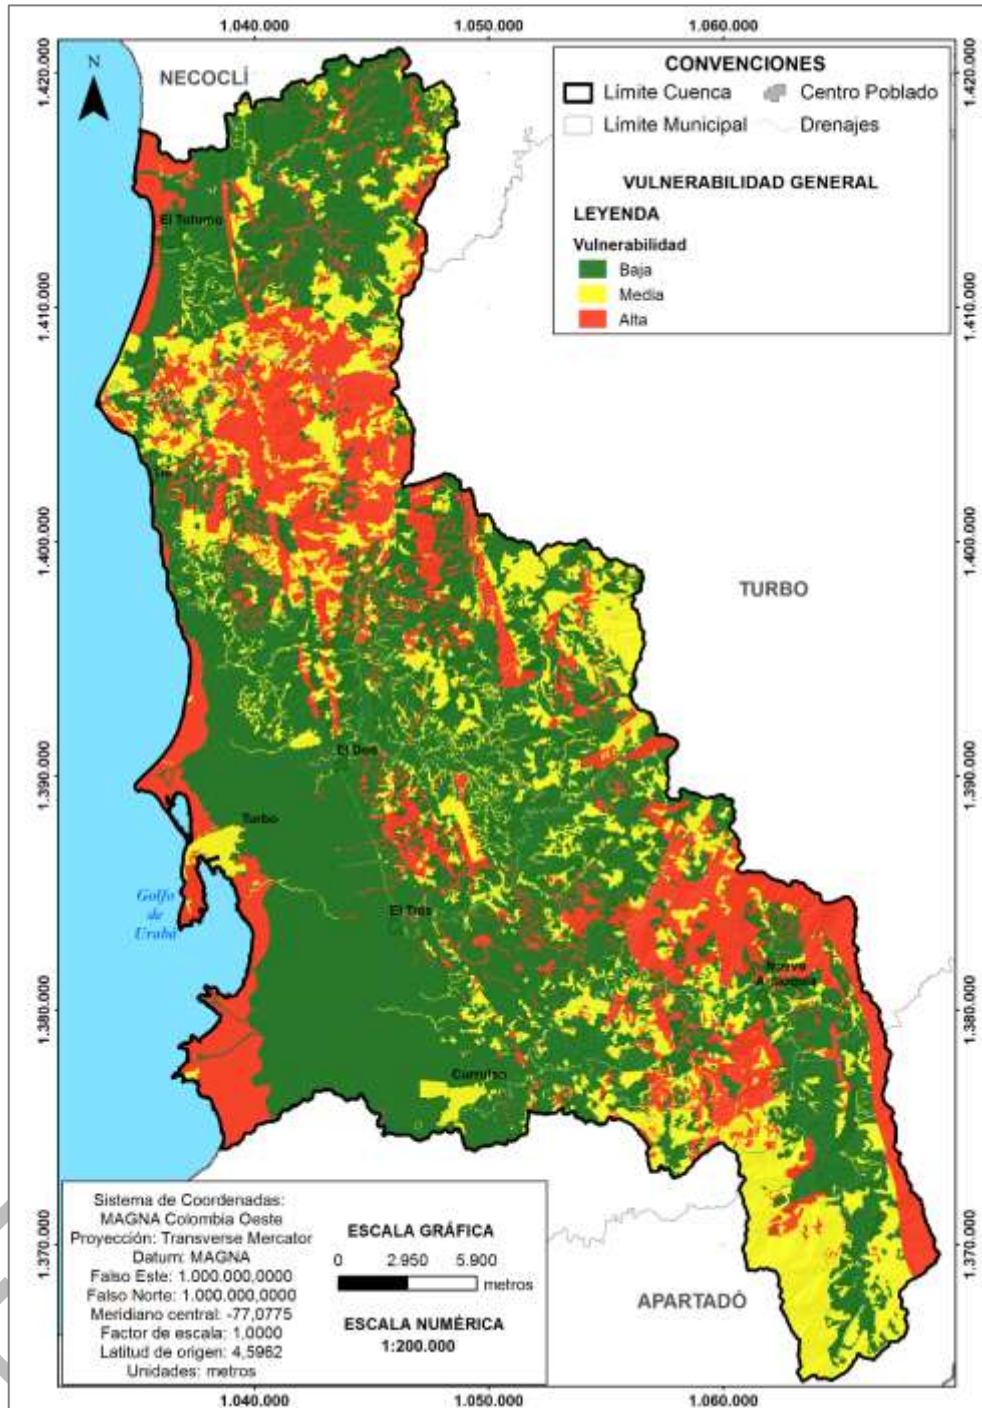 1.040.000 1.050.000 1.060.000
1.420.000 1.420.000
1.410.000 1.410.000
1.400.000 1.400.000
1.390.000 1.390.000
1.380.000 1.380.000
1.370.000 1.370.000
N
NECOCLÍ
CONVENCIONES
Límite Cuenca Centro Poblado
Límite Municipal Drenajes
VULNERABILIDAD GENERAL
LEYENDA
Vulnerabilidad
Baja
Media
Alta
El Totumo
TURBO
El Dos
Turbo
Golfo
de
Urabá
El Tres
Nueva
Currulao
APARTADÓ
Sistema de Coordenadas:
MAGNA Colombia Oeste
Proyección: Transverse Mercator
Datum: MAGNA
Falso Este: 1.000.000,0000
Falso Norte: 1.000.000,0000
Meridiano central: -77,0775
Factor de escala: 1,0000
Latitud de origen: 4,5962
Unidades: metros
ESCALA GRÁFICA
0 2.950 5.900
metros
ESCALA NUMÉRICA
1:200.000
1.040.000 1.050.000 1.060.000